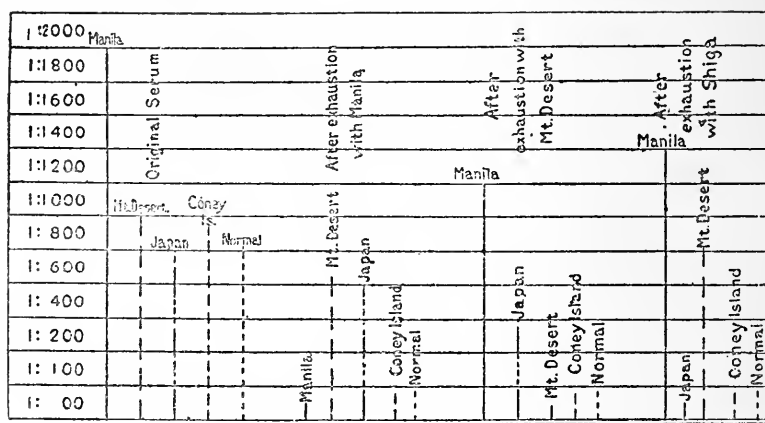 1:2000
1:1800
1:1600
1:1400
1:1200
1:1000
1: 800
1: 600
1: 400
1: 200
1: 100
1: 00
Manila
Mt. Desert
Japan
Coney
Is.
Normal
Original Serum
Manila
After exhaustion
with Manila
Mt. Desert
Japan
Coney Island
Normal
Manila
After
exhaustion with
Mt. Desert
Japan
Mt. Desert
Coney Island
Normal
Manila
After
exhaustion
with Shiga
Japan
Mt. Desert
Coney Island
Normal